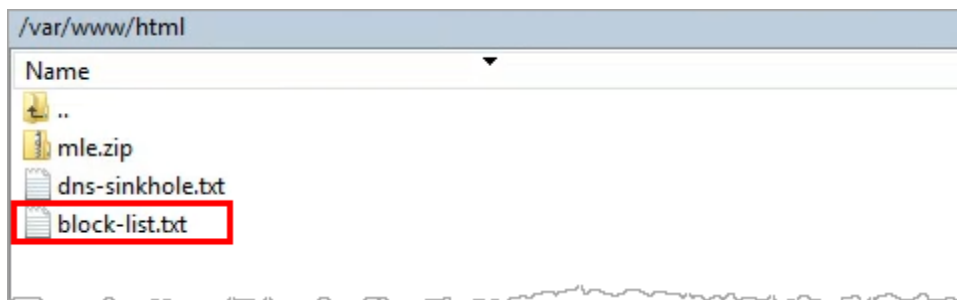 /var/www/html
Name
..
mle.zip
dns-sinkhole.txt
block-list.txt